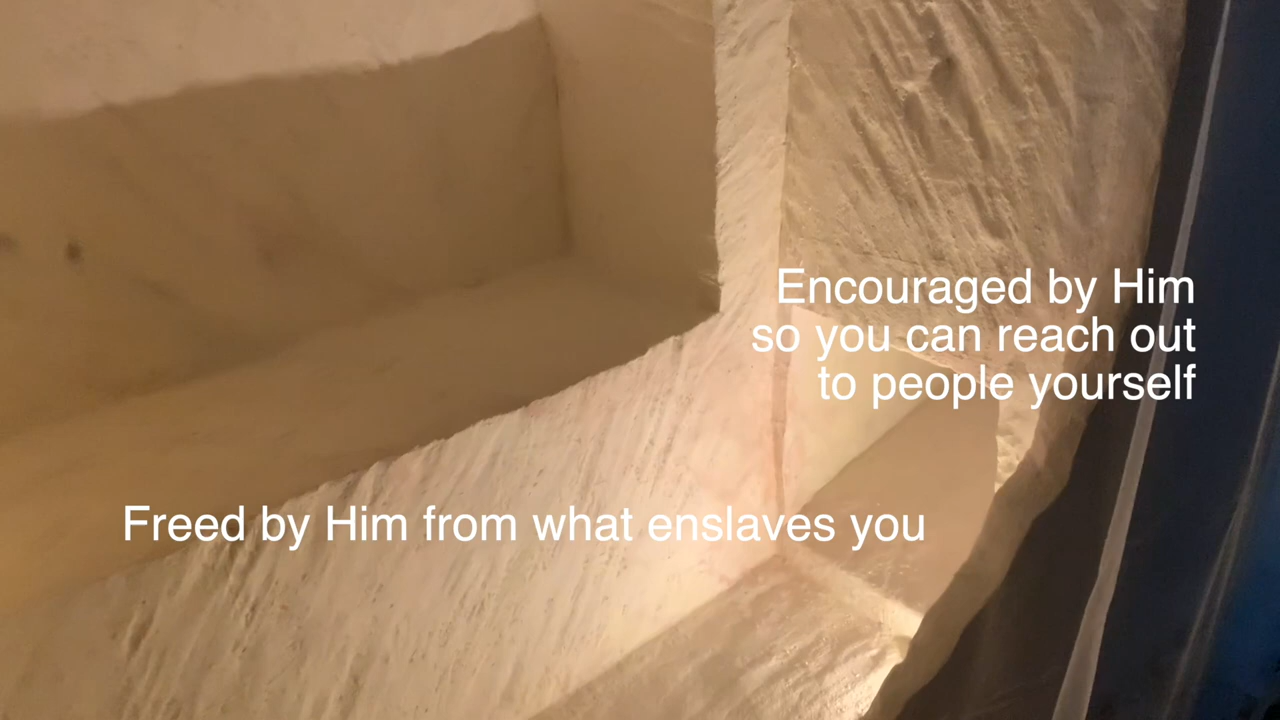 Encouraged by Him
so you can reach out
to people yourself
Freed by Him from what enslaves you